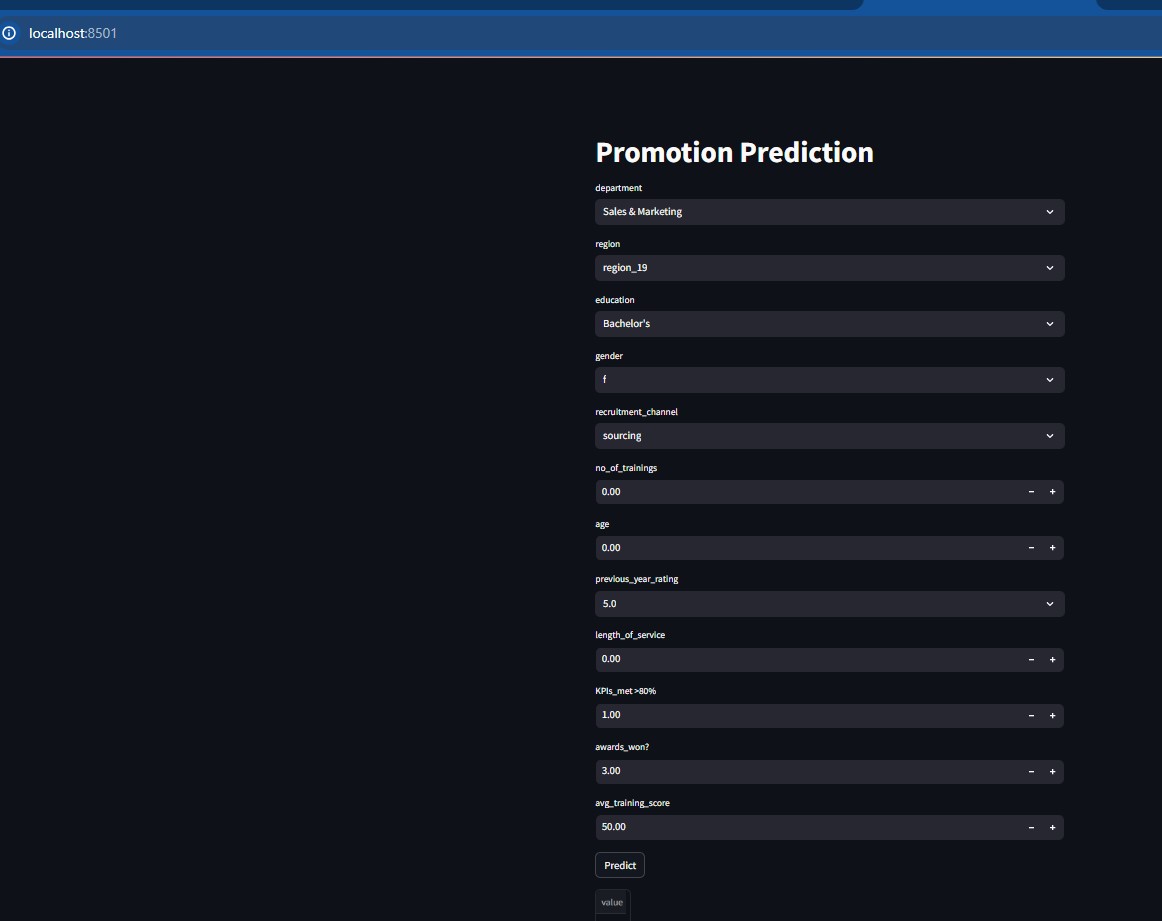 localhost:8501
Promotion Prediction
department
Sales & Marketing
region
region_19
education
Bachelor's
gender
f
recruitment_channel
sourcing
no_of_trainings
0.00
age
0.00
previous_year_rating
5.0
length_of_service
0.00
KPIs_met >80%
1.00
awards_won?
3.00
avg_training_score
50.00
Predict
value